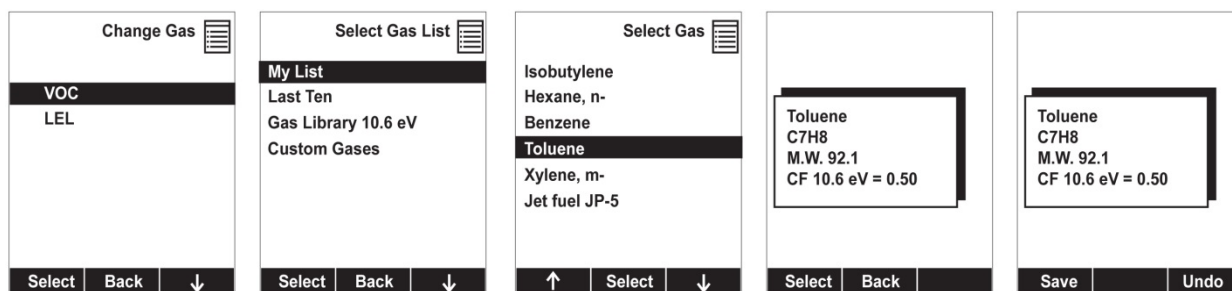 Change Gas
VOC
LEL
Select Back ↓
Select Gas List
My List
Last Ten
Gas Library 10.6 eV
Custom Gases
Select Back ↓
Select Gas
Isobutylene
Hexane, n-
Benzene
Toluene
Xylene, m-
Jet fuel JP-5
↑ Select ↓
Toluene
C7H8
M.W. 92.1
CF 10.6 eV = 0.50
Select Back
Toluene
C7H8
M.W. 92.1
CF 10.6 eV = 0.50
Save Undo